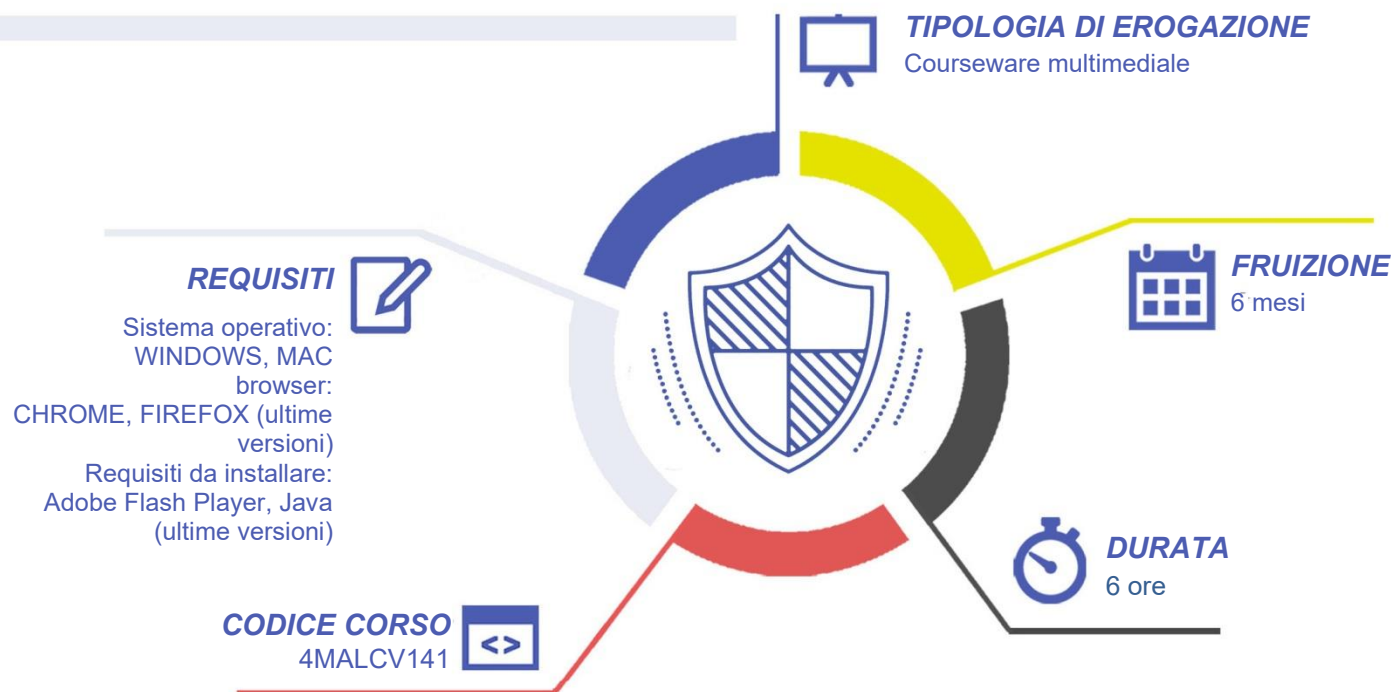 TIPOLOGIA DI EROGAZIONE
Courseware multimediale
REQUISITI
Sistema operativo:
WINDOWS, MAC
browser:
CHROME, FIREFOX (ultime
versioni)
Requisiti da installare:
Adobe Flash Player, Java
(ultime versioni)
FRUIZIONE
6 mesi
DURATA
6 ore
CODICE CORSO
4MALCV141
<>